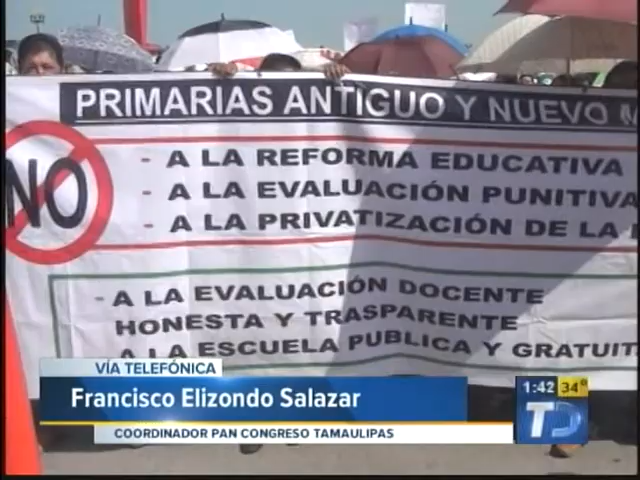 PRIMARIAS ANTIGUO Y NUEVO
NO
- A LA REFORMA EDUCATIVA
- A LA EVALUACIÓN PUNITIVA
- A LA PRIVATIZACIÓN DE LA
- A LA EVALUACIÓN DOCENTE
HONESTA Y TRASPARENTE
A LA ESCUELA PUBLICA Y GRATUIT
VÍA TELEFÓNICA
Francisco Elizondo Salazar
COORDINADOR PAN CONGRESO TAMAULIPAS
1:42 34°
TD